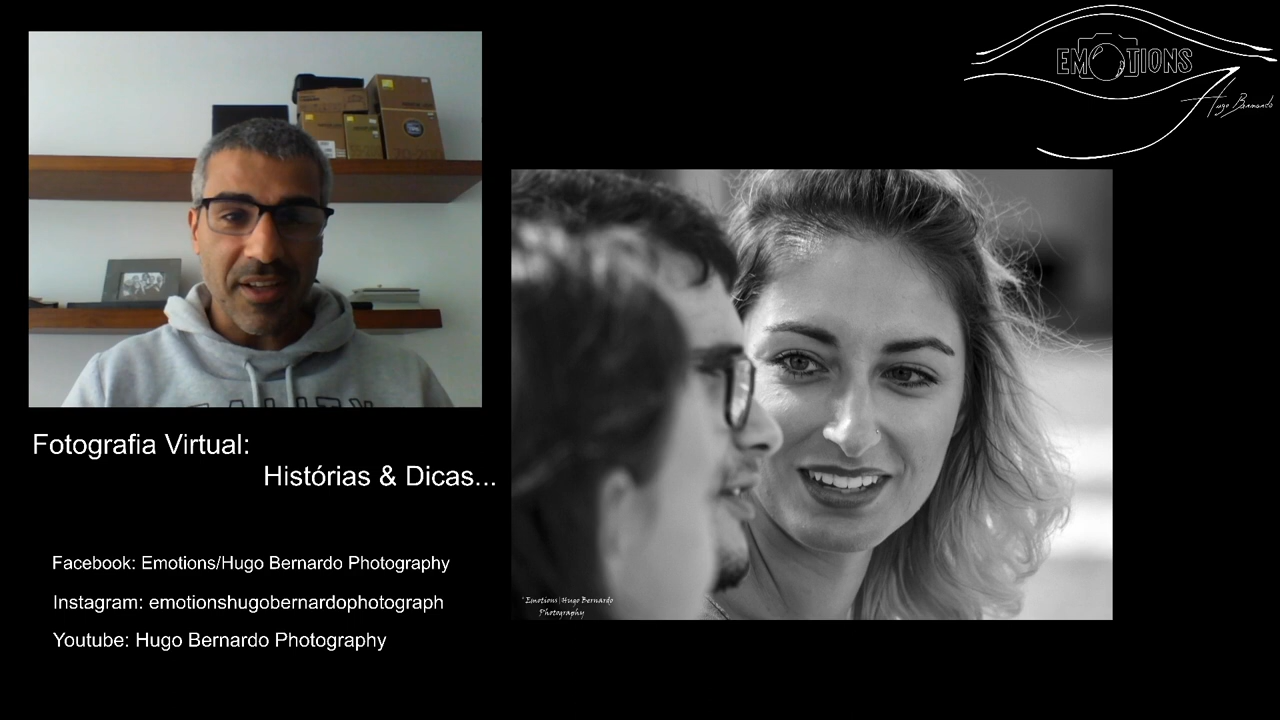 EMOTIONS
Hugo Bernardo
Fotografia Virtual:
Histórias & Dicas...
Facebook: Emotions/Hugo Bernardo Photography
Instagram: emotionshugobernardophotograph
Youtube: Hugo Bernardo Photography
Emotions|Hugo Bernardo
Photography